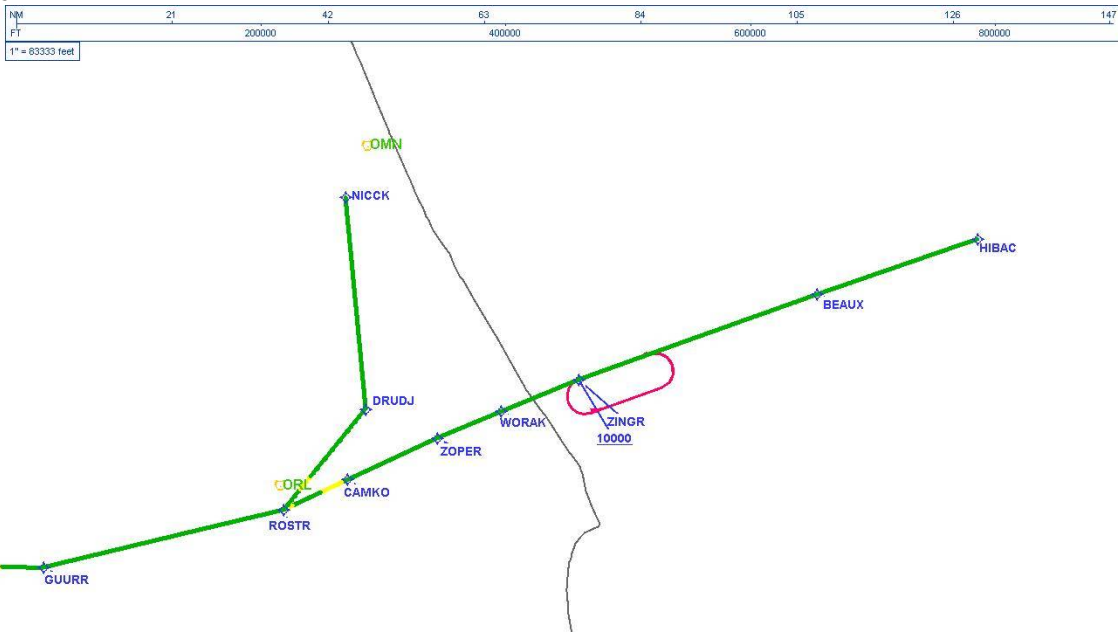 NM 21 42 63 84 105 126 147
FT 200000 400000 600000 800000
1" = 83333 feet
OMN
NICCK
HIBAC
BEAUX
DRUDJ
WORAK
ZINGR
10000
ZOPER
ORL
CAMKO
ROSTR
GUURR